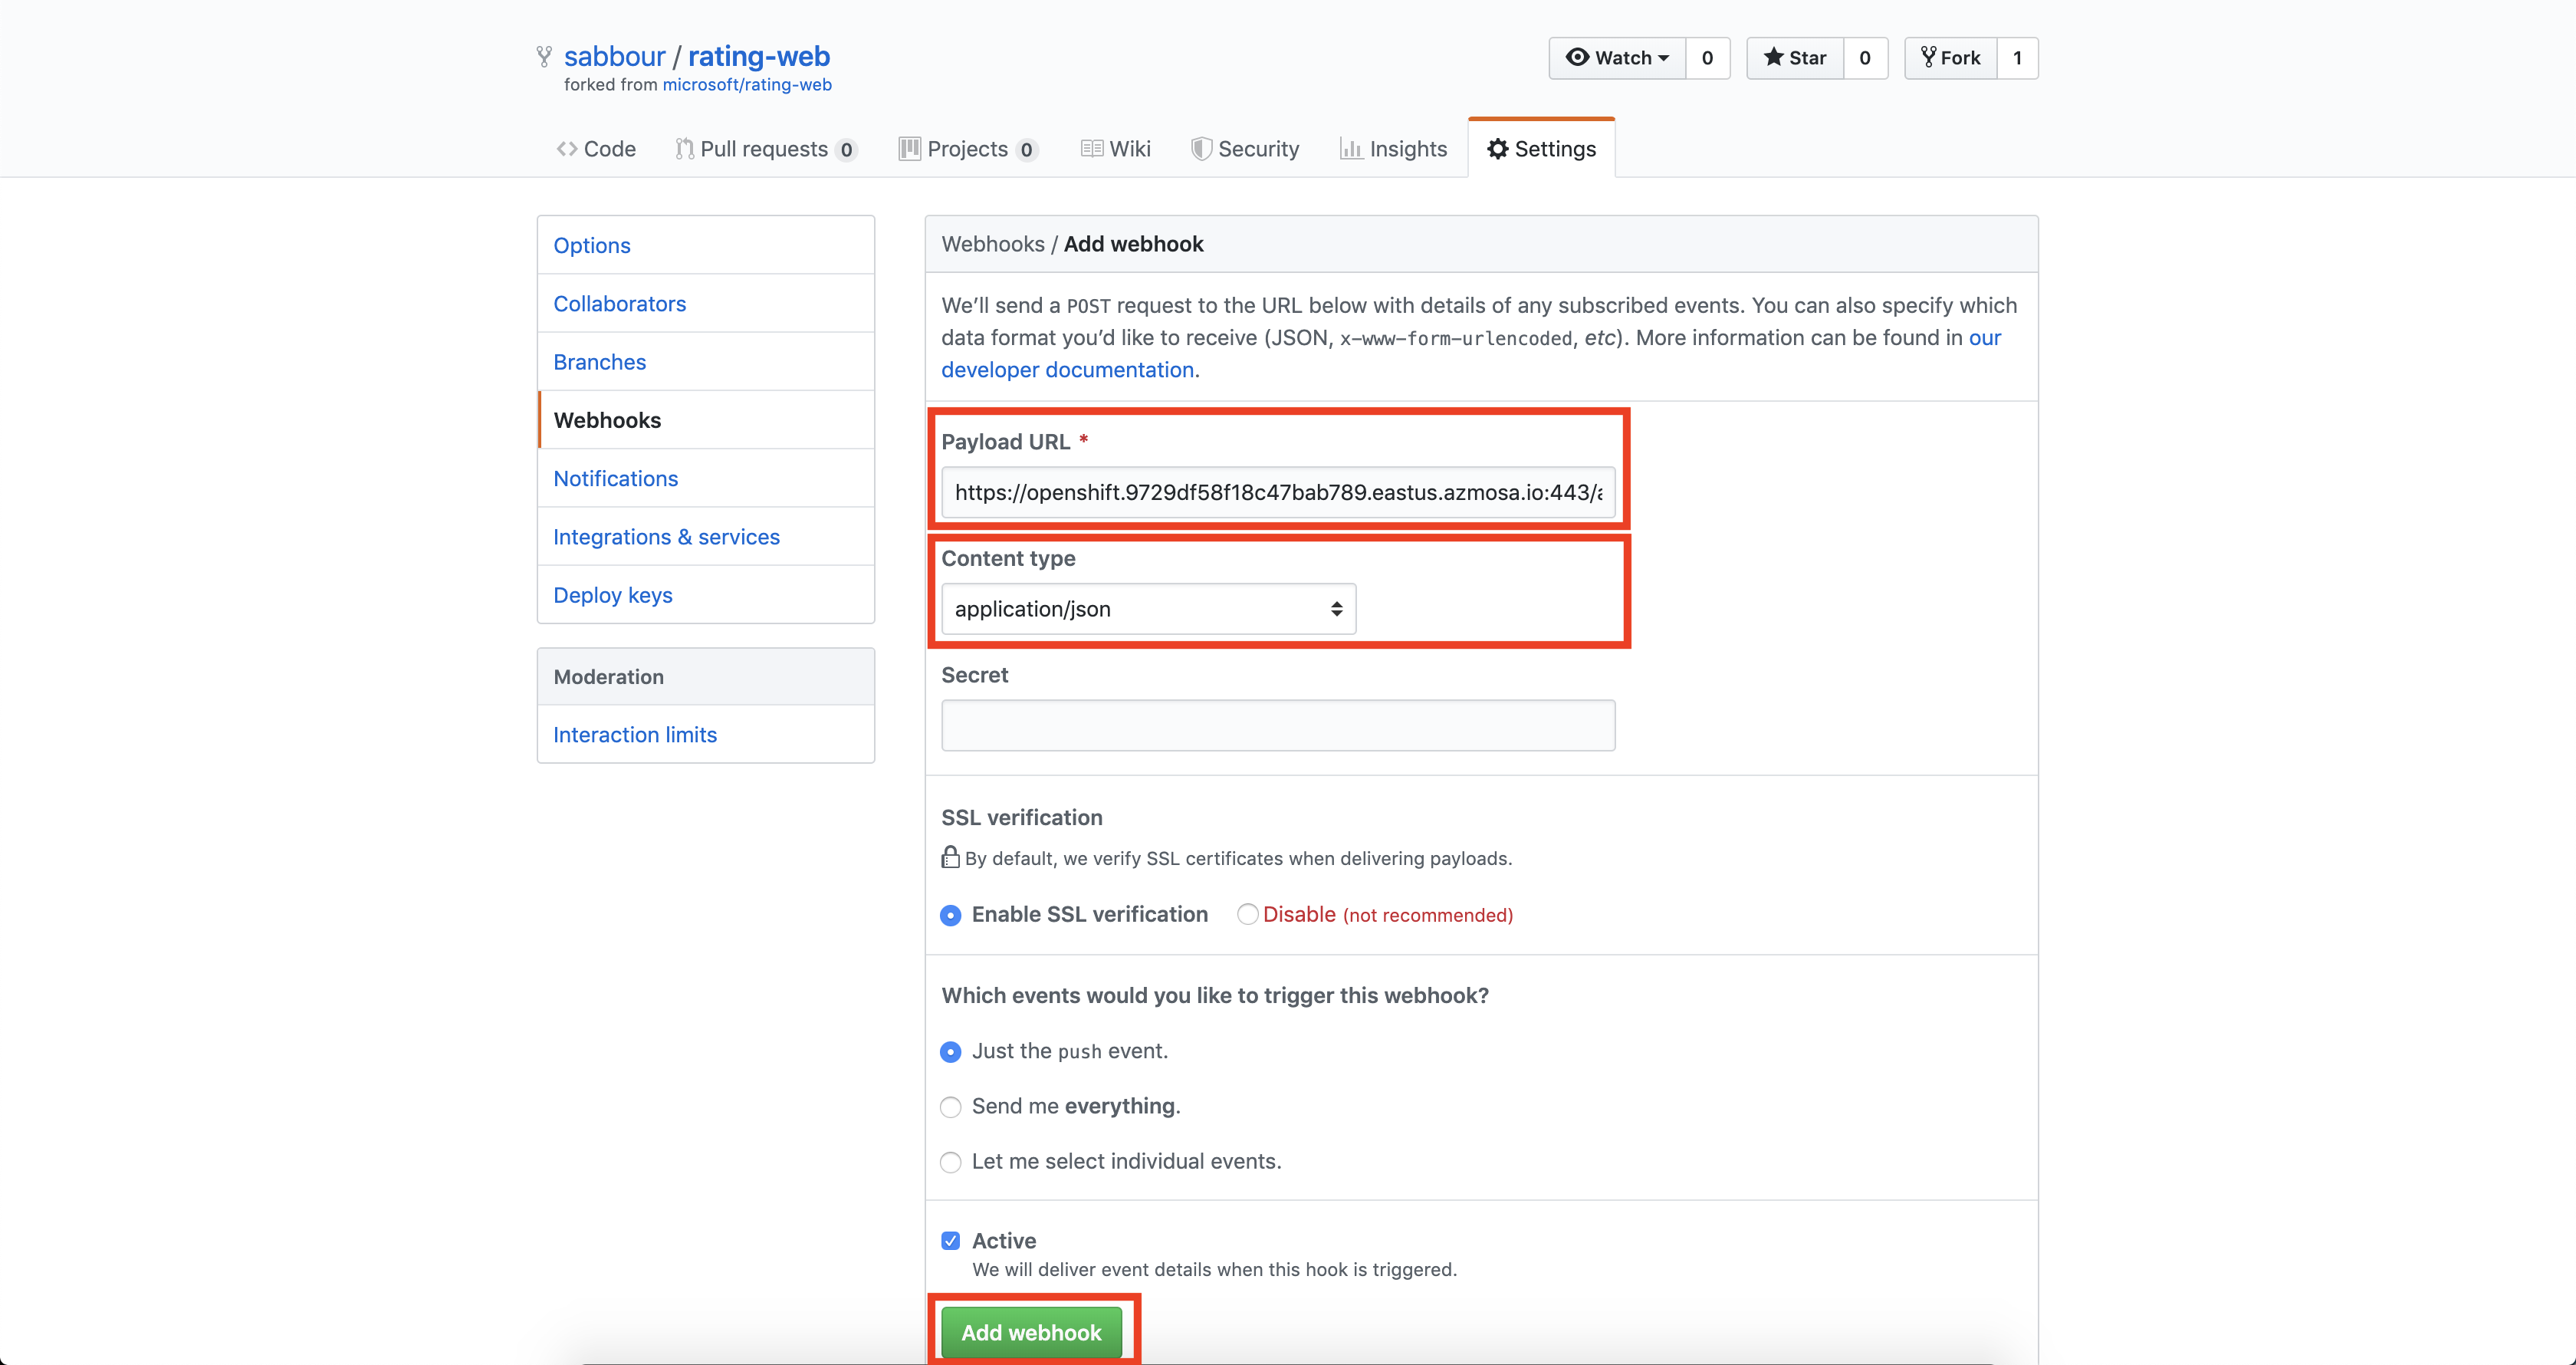 sabbour / rating-web
forked from microsoft/rating-web
Watch 0
Star 0
Fork 1
Code
Pull requests 0
Projects 0
Wiki
Security
Insights
Settings
Options
Collaborators
Branches
Webhooks
Notifications
Integrations & services
Deploy keys
Moderation
Interaction limits
Webhooks / Add webhook
We’ll send a POST request to the URL below with details of any subscribed events. You can also specify which
data format you’d like to receive (JSON, x-www-form-urlencoded, etc). More information can be found in our
developer documentation.
Payload URL *
https://openshift.9729df58f18c47bab789.eastus.azmosa.io:443/a
Content type
application/json
Secret
SSL verification
By default, we verify SSL certificates when delivering payloads.
Enable SSL verification
Disable (not recommended)
Which events would you like to trigger this webhook?
Just the push event.
Send me everything.
Let me select individual events.
Active
We will deliver event details when this hook is triggered.
Add webhook